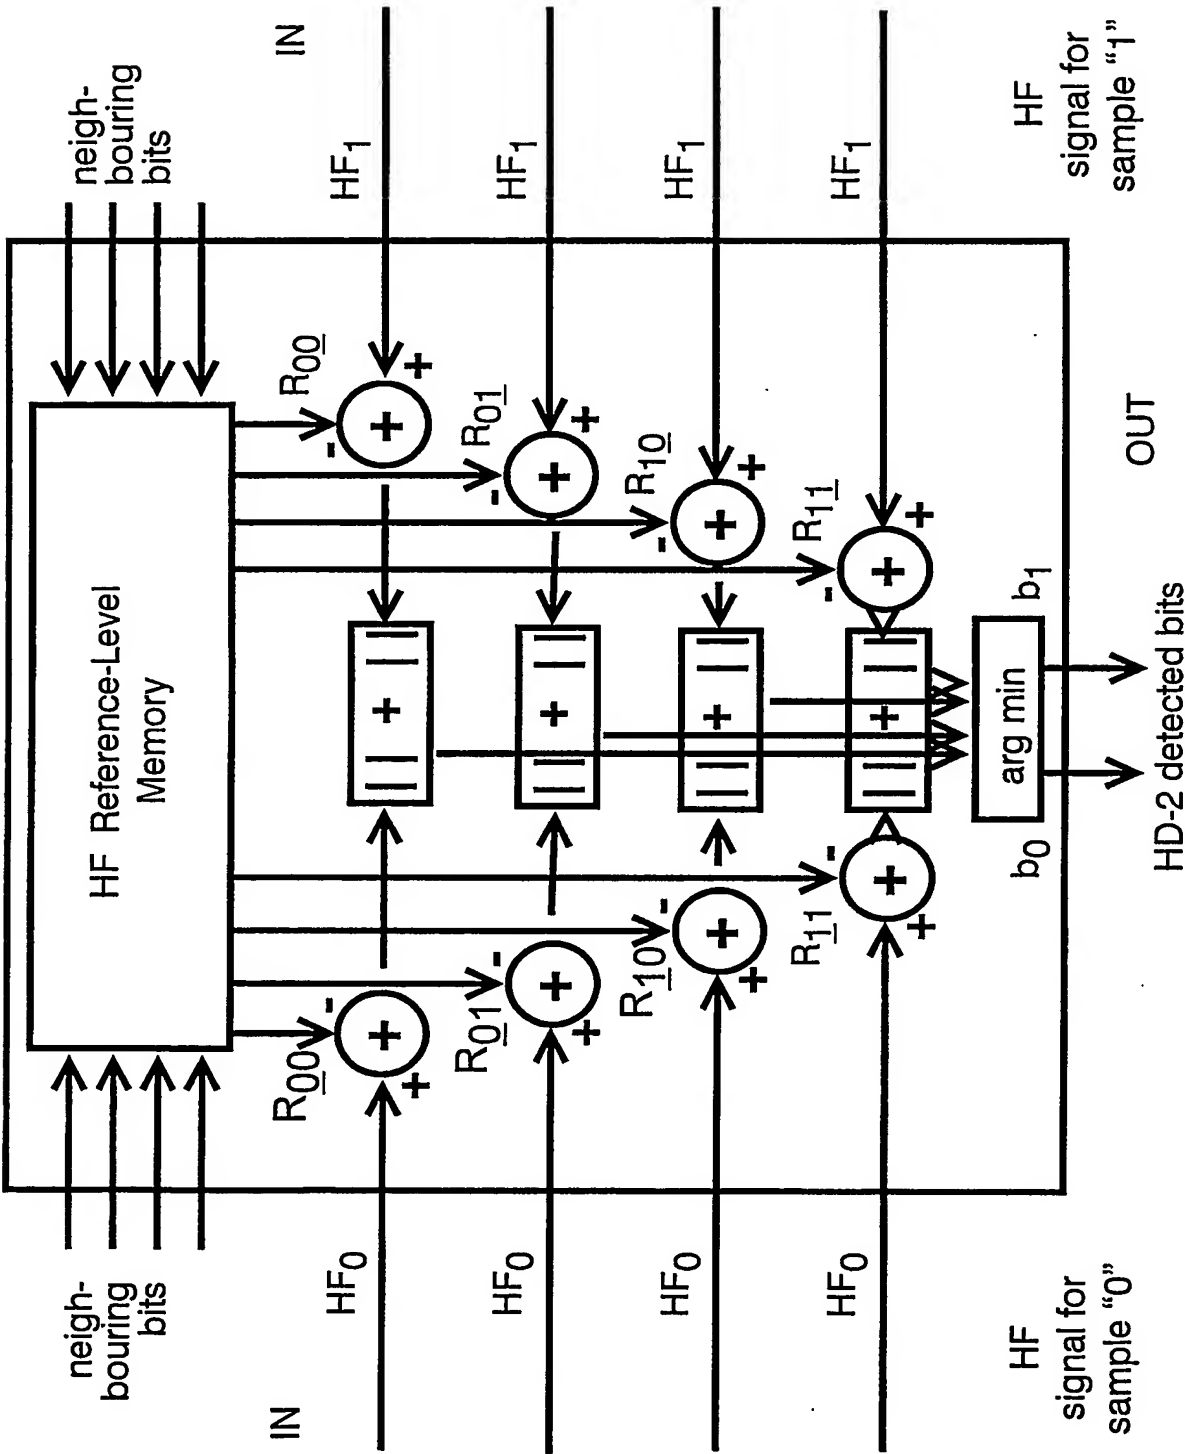 neigh-
bouring
bits
neigh-
bouring
bits
HF Reference-Level
Memory
IN
IN
R00
R00
- -
+ + + +
HF0
| | + | |
HF1
R01
R01
- -
+ + + +
HF0
| | + | |
HF1
R10
R10
- -
+ + + +
HF0
| | + | |
HF1
R11
R11
- -
+ + + +
HF0
| | + | |
HF1
arg min
b0
b1
HF
signal for
sample "0"
HD-2 detected bits
OUT
HF
signal for
sample "1"